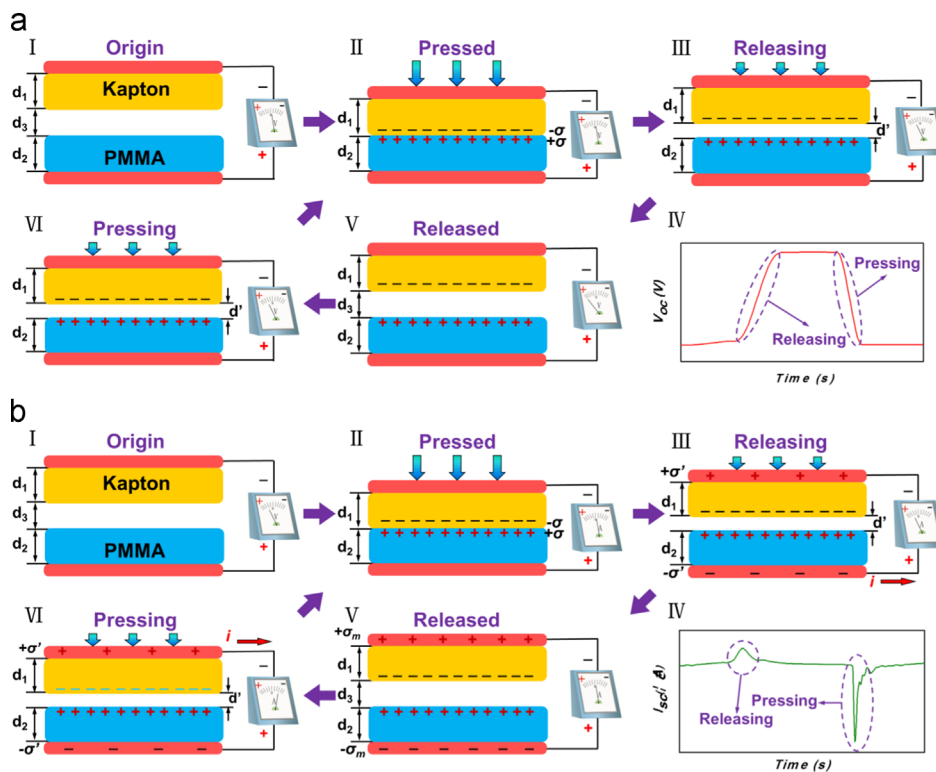 a
I
Origin
Kapton
d1
d3
d2
PMMA
−
+
II
Pressed
d1
d2
−σ
+σ
−
+
III
Releasing
d1
d'
d2
−
+
VI
Pressing
d1
d'
d2
−
+
V
Released
d1
d3
d2
−
+
IV
VOC (V)
Pressing
Releasing
Time (s)
b
I
Origin
Kapton
d1
d3
d2
PMMA
−
+
II
Pressed
d1
d2
−σ
+σ
−
+
III
Releasing
+σ'
d1
d'
d2
−σ'
−
+
i
VI
Pressing
i
+σ'
d1
d'
d2
−σ'
−
+
V
Released
+σm
d1
d3
d2
−σm
−
+
IV
Releasing
Pressing
Time (s)